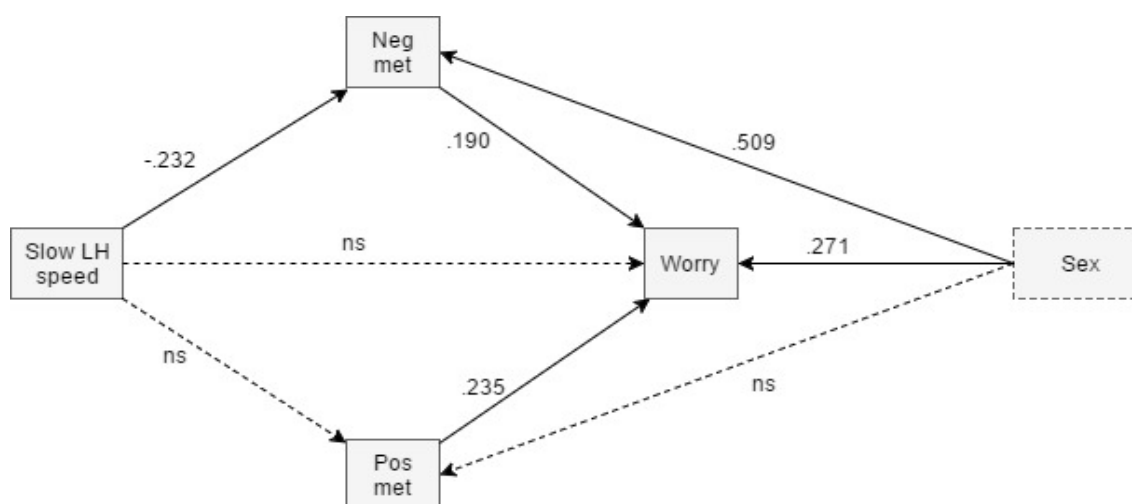 Neg
met
-.232
.190
.509
Slow LH
speed
ns
Worry
.271
Sex
ns
.235
ns
Pos
met